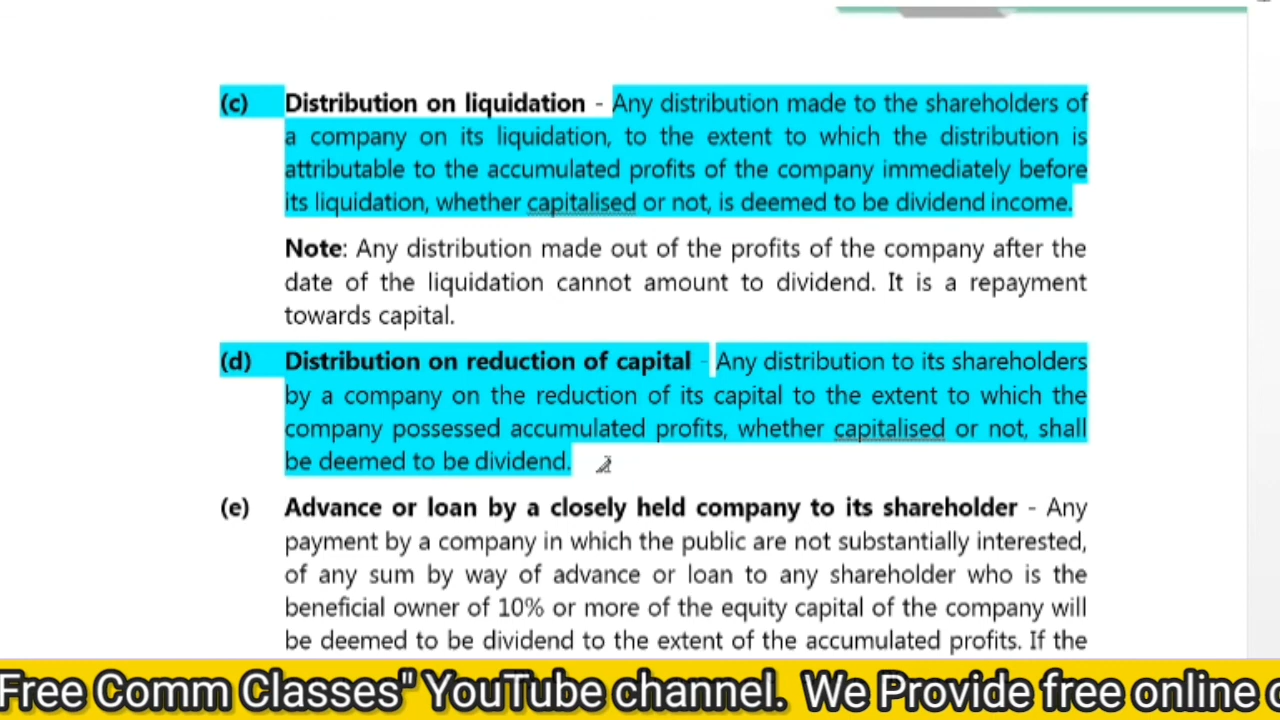 (c) Distribution on liquidation - Any distribution made to the shareholders of
a company on its liquidation, to the extent to which the distribution is
attributable to the accumulated profits of the company immediately before
its liquidation, whether capitalised or not, is deemed to be dividend income.
Note: Any distribution made out of the profits of the company after the
date of the liquidation cannot amount to dividend. It is a repayment
towards capital.
(d) Distribution on reduction of capital - Any distribution to its shareholders
by a company on the reduction of its capital to the extent to which the
company possessed accumulated profits, whether capitalised or not, shall
be deemed to be dividend.
(e) Advance or loan by a closely held company to its shareholder - Any
payment by a company in which the public are not substantially interested,
of any sum by way of advance or loan to any shareholder who is the
beneficial owner of 10% or more of the equity capital of the company will
be deemed to be dividend to the extent of the accumulated profits. If the
Free Comm Classes" YouTube channel. We Provide free online